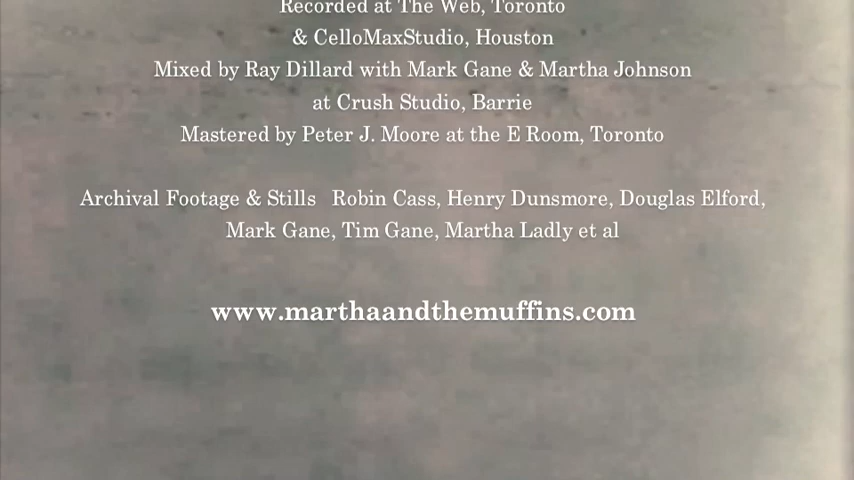 Recorded at The Web, Toronto
& CelloMaxStudio, Houston
Mixed by Ray Dillard with Mark Gane & Martha Johnson
at Crush Studio, Barrie
Mastered by Peter J. Moore at the E Room, Toronto
Archival Footage & Stills Robin Cass, Henry Dunsmore, Douglas Elford,
Mark Gane, Tim Gane, Martha Ladly et al
www.marthaandthemuffins.com